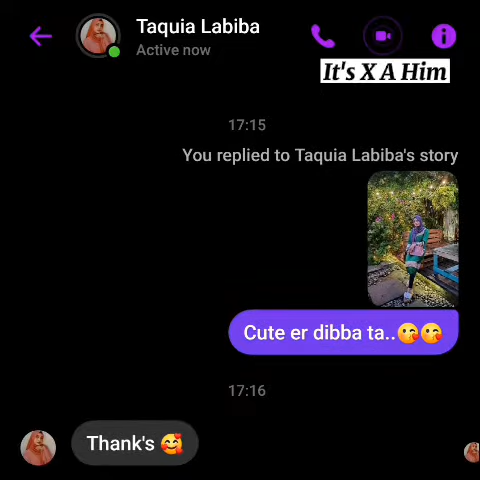 Taquia Labiba
Active now
It's X A Him
17:15
You replied to Taquia Labiba's story
Cute er dibba ta..😘😘
17:16
Thank's 🥰